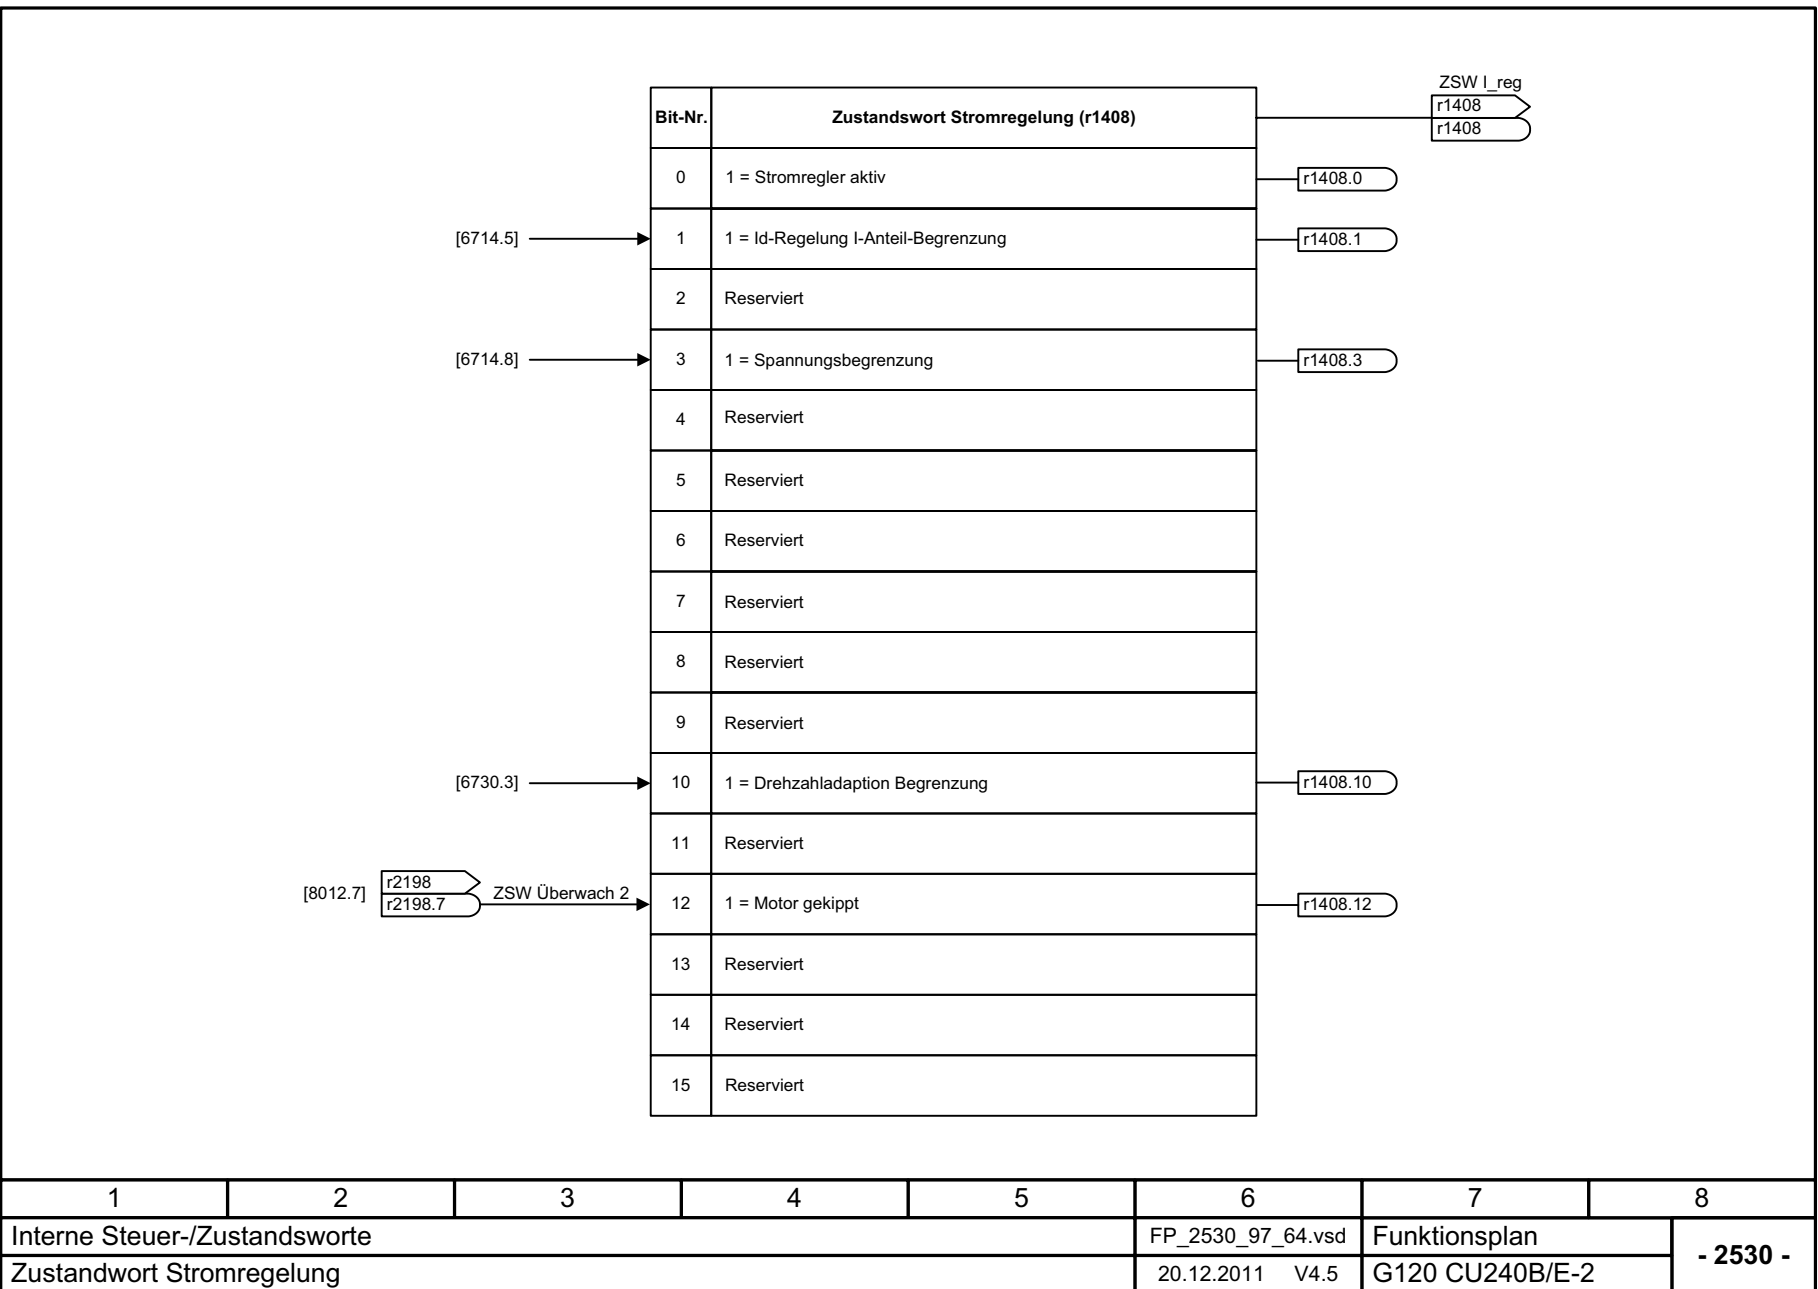 ZSW I_reg
r1408
r1408
Bit-Nr. Zustandswort Stromregelung (r1408)
0 1 = Stromregler aktiv r1408.0
[6714.5] 1 1 = Id-Regelung I-Anteil-Begrenzung r1408.1
2 Reserviert
[6714.8] 3 1 = Spannungsbegrenzung r1408.3
4 Reserviert
5 Reserviert
6 Reserviert
7 Reserviert
8 Reserviert
9 Reserviert
[6730.3] 10 1 = Drehzahladaption Begrenzung r1408.10
11 Reserviert
r2198
[8012.7] r2198.7 ZSW Überwach 2 12 1 = Motor gekippt r1408.12
13 Reserviert
14 Reserviert
15 Reserviert
1 2 3 4 5 6 7 8
Interne Steuer-/Zustandsworte FP_2530_97_64.vsd Funktionsplan
- 2530 -
Zustandwort Stromregelung 20.12.2011 V4.5 G120 CU240B/E-2